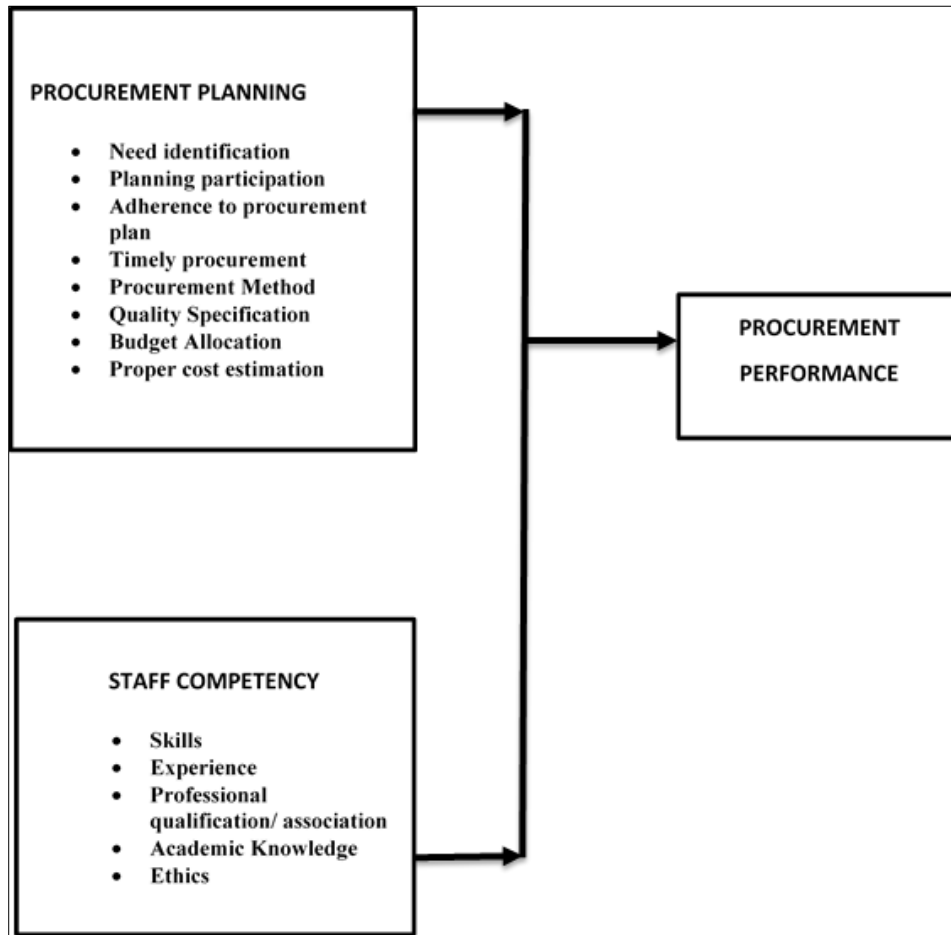 PROCUREMENT PLANNING
• Need identification
• Planning participation
• Adherence to procurement
plan
• Timely procurement
• Procurement Method
• Quality Specification
• Budget Allocation
• Proper cost estimation
PROCUREMENT
PERFORMANCE
STAFF COMPETENCY
• Skills
• Experience
• Professional
qualification/ association
• Academic Knowledge
• Ethics